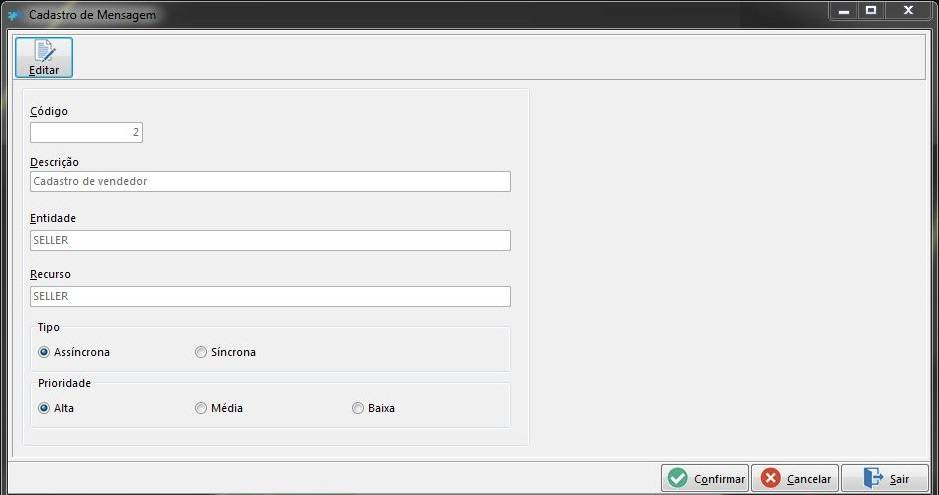 Cadastro de Mensagem
Editar
Código
2
Descrição
Cadastro de vendedor
Entidade
SELLER
Recurso
SELLER
Tipo
Assíncrona Síncrona
Prioridade
Alta Média Baixa
Confirmar Cancelar Sair